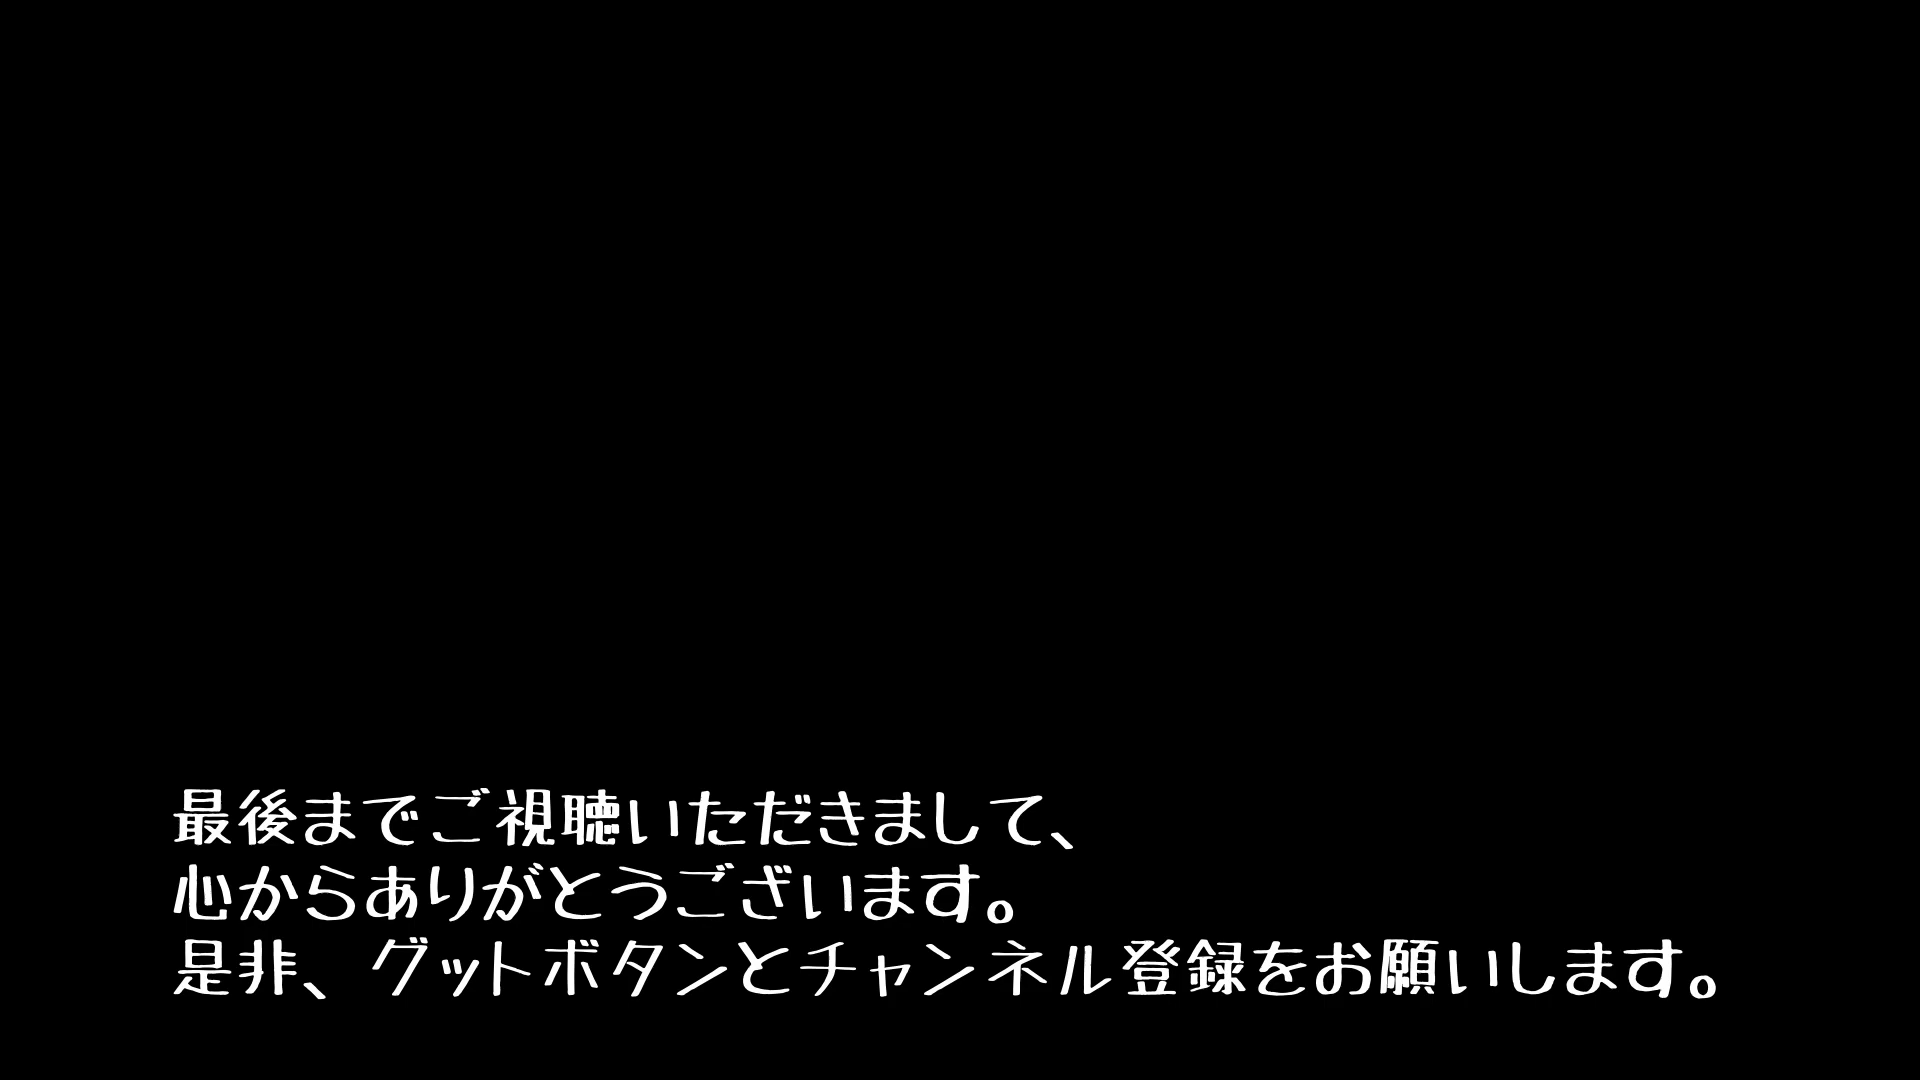 最後までご視聴いただきまして、
心からありがとうございます。
是非、グットボタンとチャンネル登録をお願いします。